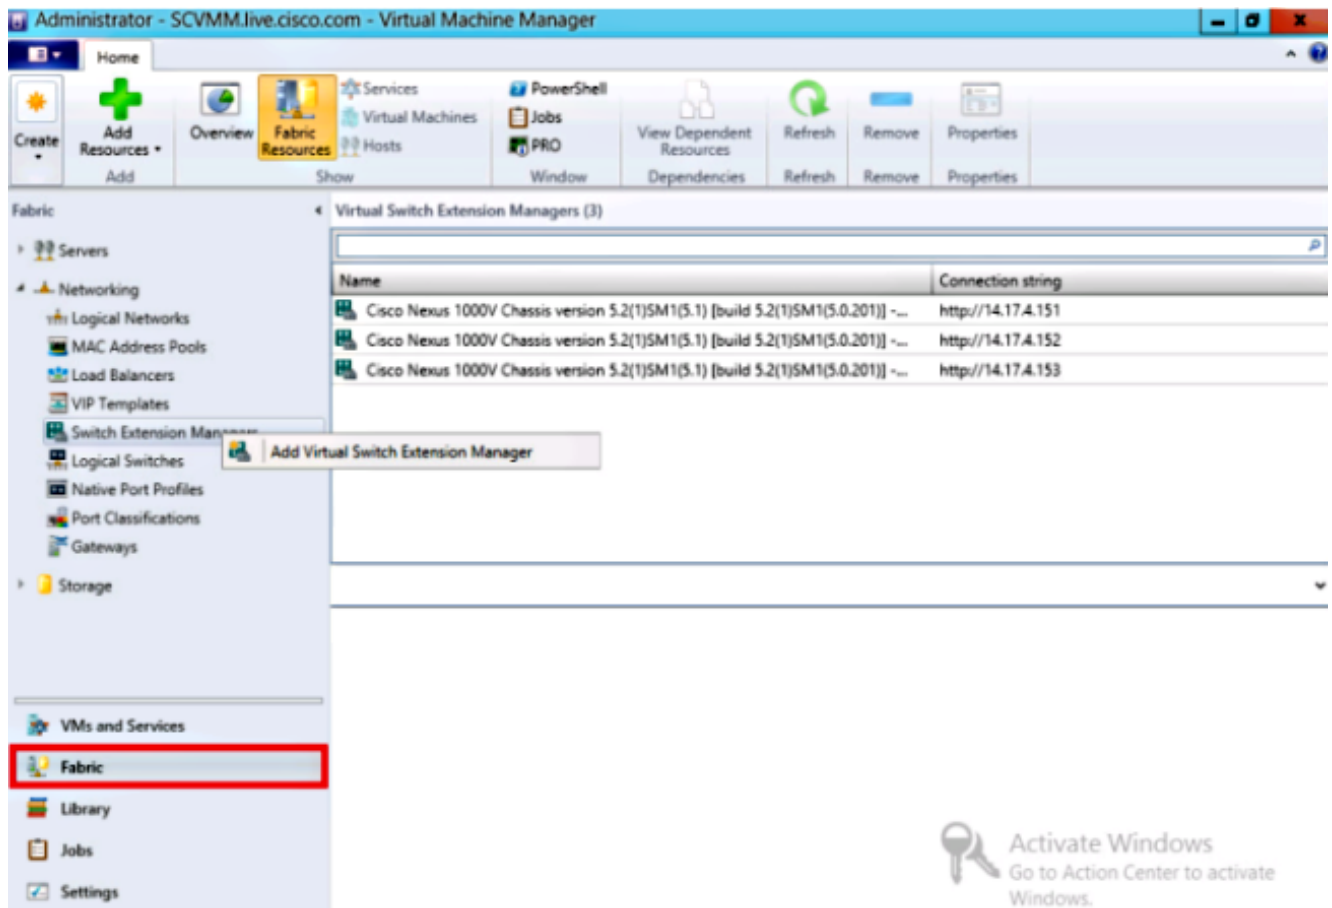 Administrator - SCVMM.live.cisco.com - Virtual Machine Manager
Home
Create
Add Resources
Overview
Fabric Resources
Services
Virtual Machines
Hosts
PowerShell
Jobs
PRO
View Dependent Resources
Refresh
Remove
Properties
Add
Show
Window
Dependencies
Refresh
Remove
Properties
Fabric
Servers
Networking
Logical Networks
MAC Address Pools
Load Balancers
VIP Templates
Switch Extension Managers
Logical Switches
Native Port Profiles
Port Classifications
Gateways
Storage
Add Virtual Switch Extension Manager
Virtual Switch Extension Managers (3)
Name Connection string
Cisco Nexus 1000V Chassis version 5.2(1)SM1(5.1) [build 5.2(1)SM1(5.0.201)] -... http://14.17.4.151
Cisco Nexus 1000V Chassis version 5.2(1)SM1(5.1) [build 5.2(1)SM1(5.0.201)] -... http://14.17.4.152
Cisco Nexus 1000V Chassis version 5.2(1)SM1(5.1) [build 5.2(1)SM1(5.0.201)] -... http://14.17.4.153
VMs and Services
Fabric
Library
Jobs
Settings
Activate Windows
Go to Action Center to activate
Windows.